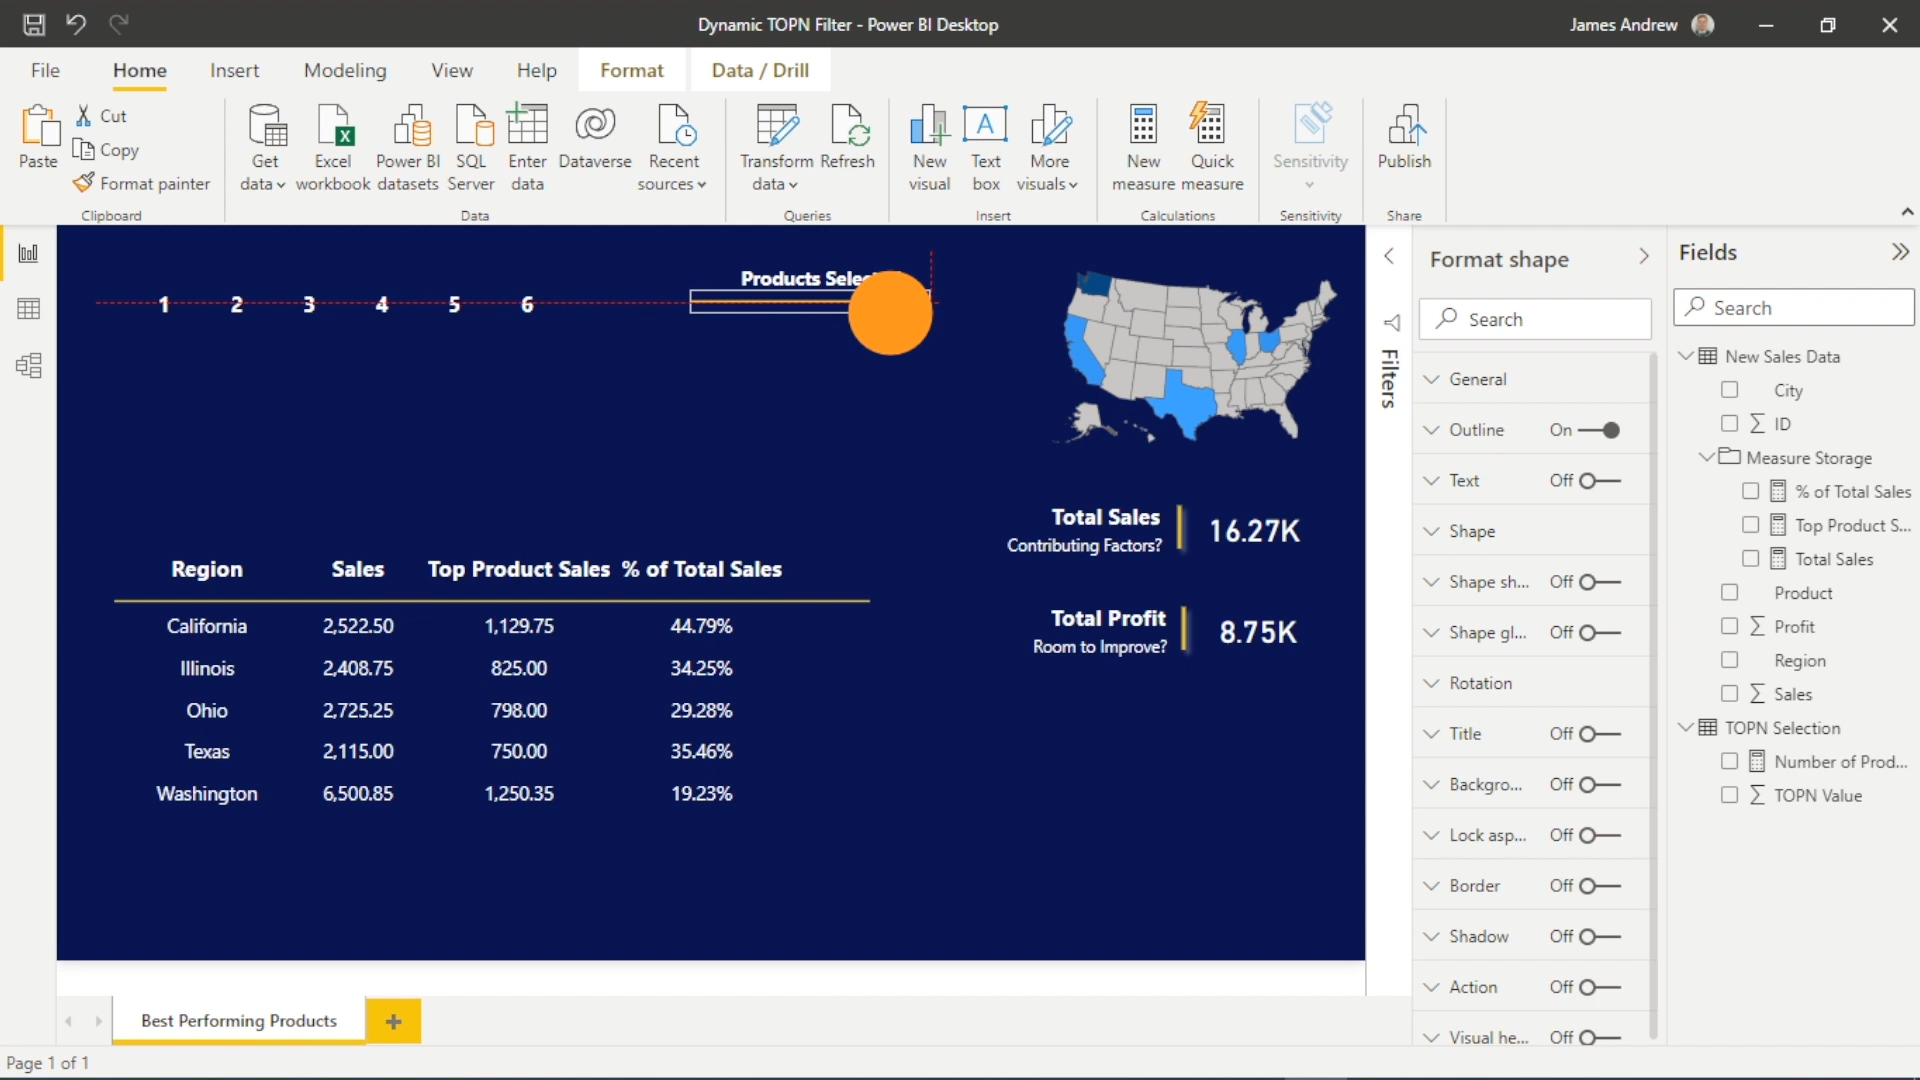 Dynamic TOPN Filter - Power BI Desktop
James Andrew
File Home Insert Modeling View Help Format Data / Drill
Paste
Cut
Copy
Format painter
Clipboard
Get data
Excel workbook
Power BI datasets
SQL Server
Enter data
Dataverse
Recent sources
Data
Transform data
Refresh
Queries
New visual
A
Text box
More visuals
Insert
New measure
Quick measure
Calculations
Sensitivity
Sensitivity
Publish
Share
1 2 3 4 5 6
Products
Region Sales Top Product Sales % of Total Sales
California 2,522.50 1,129.75 44.79%
Illinois 2,408.75 825.00 34.25%
Ohio 2,725.25 798.00 29.28%
Texas 2,115.00 750.00 35.46%
Washington 6,500.85 1,250.35 19.23%
Total Sales
Contributing Factors?
16.27K
Total Profit
Room to Improve?
8.75K
Filters
Format shape
Search
General
Outline On
Text Off
Shape
Shape sh... Off
Shape gl... Off
Rotation
Title Off
Backgro... Off
Lock asp... Off
Border Off
Shadow Off
Action Off
Visual he... Off
Fields
Search
New Sales Data
City
ID
Measure Storage
% of Total Sales
Top Product S...
Total Sales
Product
Profit
Region
Sales
TOPN Selection
Number of Prod...
TOPN Value
Best Performing Products
Page 1 of 1